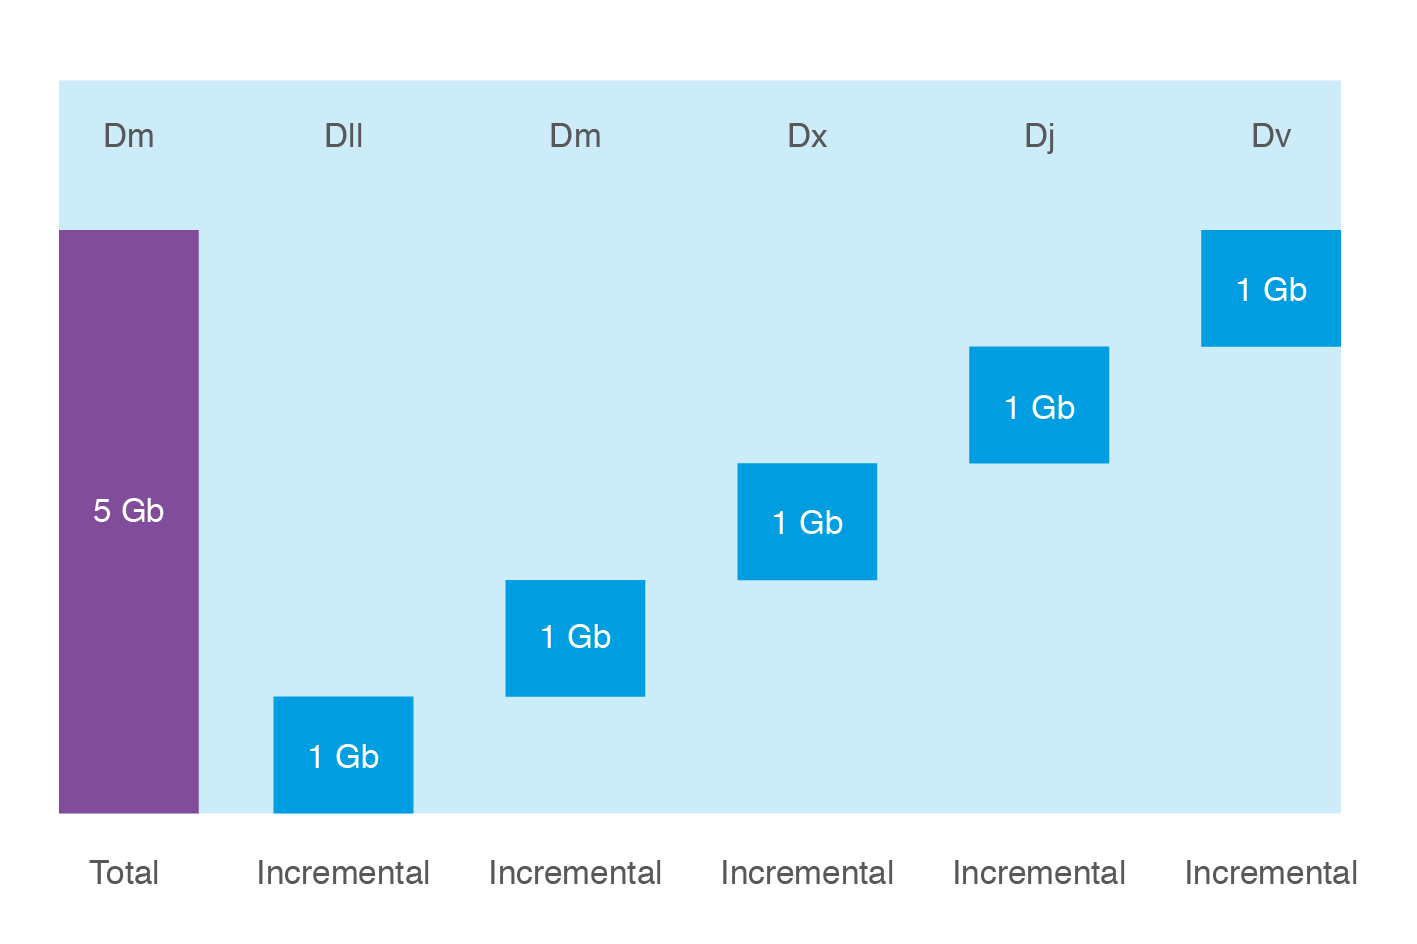 Dm Dll Dm Dx Dj Dv
1 Gb
1 Gb
5 Gb
1 Gb
1 Gb
1 Gb
Total Incremental Incremental Incremental Incremental Incremental